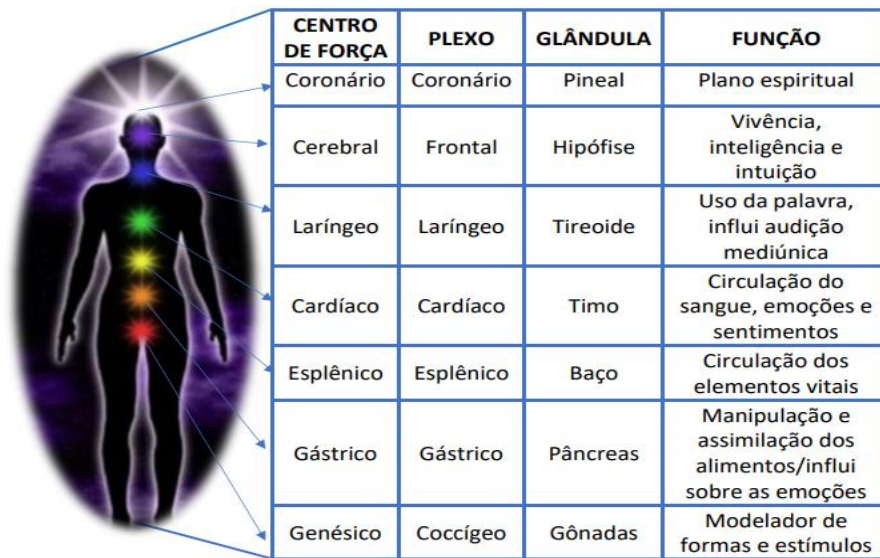 CENTRO
DE FORÇA
PLEXO
GLÂNDULA
FUNÇÃO
Coronário
Coronário
Pineal
Plano espiritual
Cerebral
Frontal
Hipófise
Vivência,
inteligência e
intuição
Laríngeo
Laríngeo
Tireoide
Uso da palavra,
influi audição
mediúnica
Cardíaco
Cardíaco
Timo
Circulação do
sangue, emoções e
sentimentos
Esplênico
Esplênico
Baço
Circulação dos
elementos vitais
Gástrico
Gástrico
Pâncreas
Manipulação e
assimilação dos
alimentos/influi
sobre as emoções
Genésico
Coccígeo
Gônadas
Modelador de
formas e estímulos